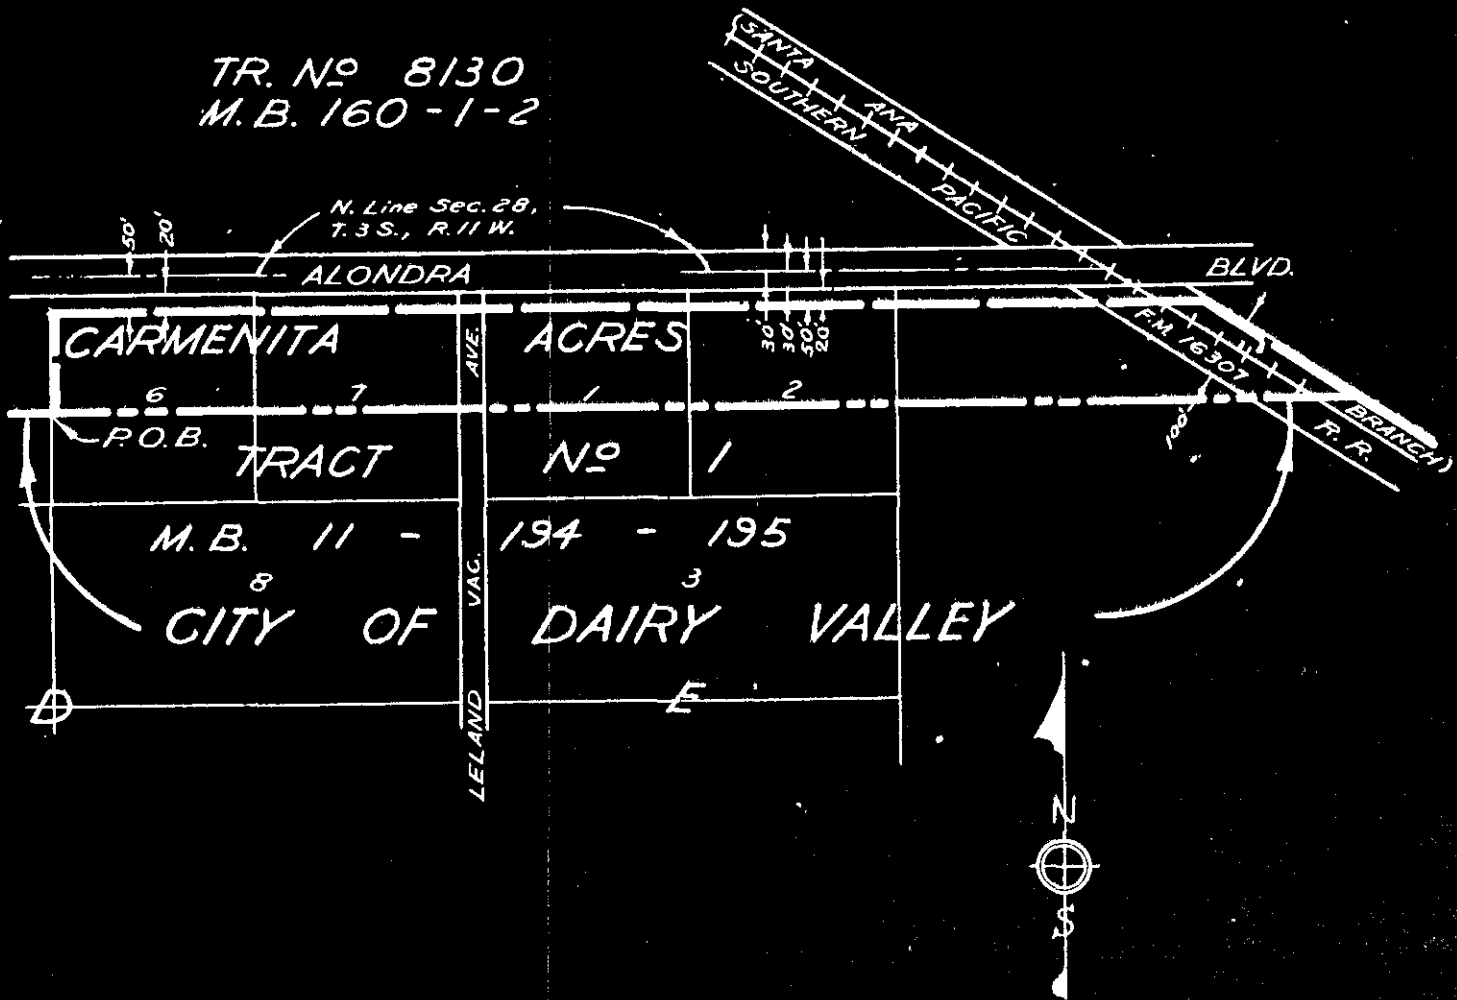 TR. Nº 8130
M.B. 160-1-2
(SANTA ANA BRANCH)
SOUTHERN PACIFIC R. R.
N. Line Sec. 28,
T. 3 S., R. 11 W.
50'
20'
ALONDRA BLVD.
30'
30'
50'
20'
F.M. 16307
100'
CARMENITA ACRES
6 7 1 2
P.O.B.
TRACT Nº 1
M.B. 11 - 194 - 195
8 3
CITY OF DAIRY VALLEY
D E
LELAND AVE.
VAC.
N
S